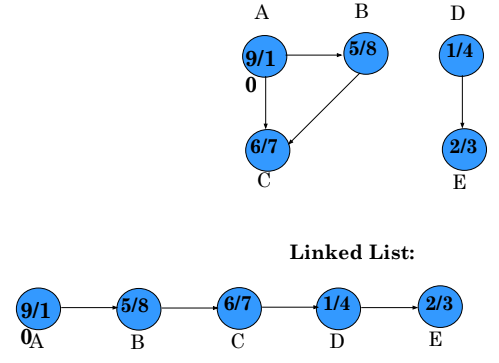 A B D
9/1
0
5/8
1/4
6/7
2/3
C
E
Linked List:
9/1
0
5/8
6/7
1/4
2/3
A B C D E